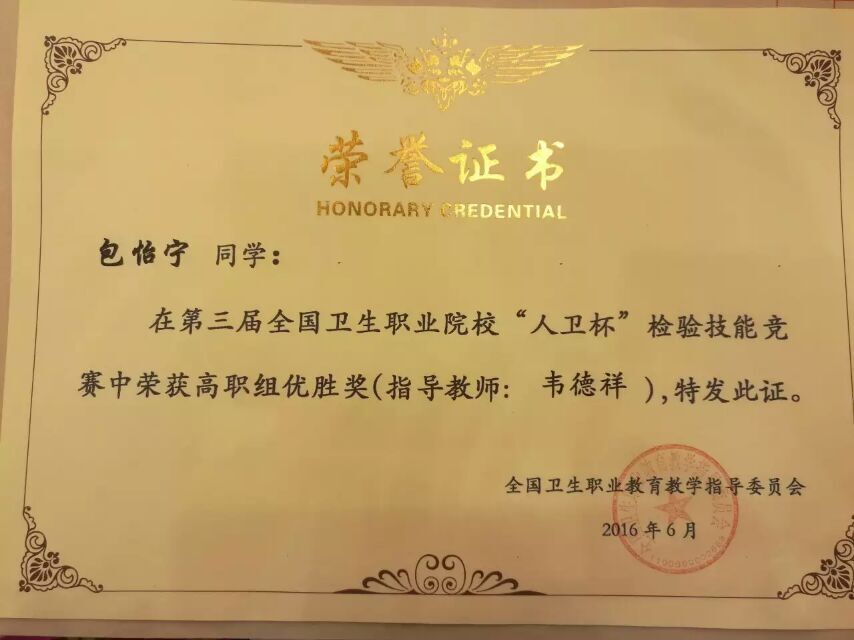 荣誉证书
HONORARY CREDENTIAL
包怡宁 同学：
在第三届全国卫生职业院校“人卫杯”检验技能竞
赛中荣获高职组优胜奖（指导教师： 韦德祥 ），特发此证。
全国卫生职业教育教学指导委员会
2016 年 6 月